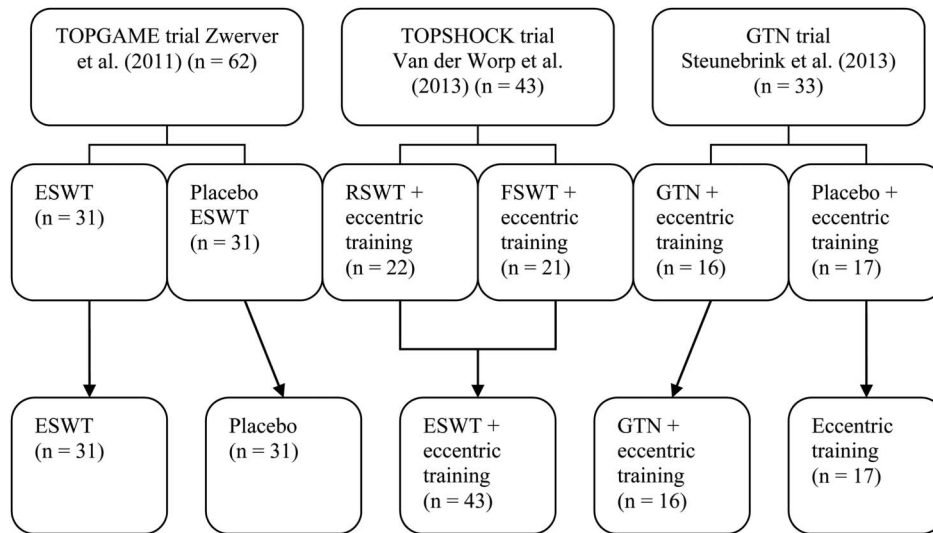 TOPGAME trial Zwerver
et al. (2011) (n = 62)
TOPSHOCK trial
Van der Worp et al.
(2013) (n = 43)
GTN trial
Steunebrink et al. (2013)
(n = 33)
ESWT
(n = 31)
Placebo
ESWT
(n = 31)
RSWT +
eccentric
training
(n = 22)
FSWT +
eccentric
training
(n = 21)
GTN +
eccentric
training
(n = 16)
Placebo +
eccentric
training
(n = 17)
ESWT
(n = 31)
Placebo
(n = 31)
ESWT +
eccentric
training
(n = 43)
GTN +
eccentric
training
(n = 16)
Eccentric
training
(n = 17)